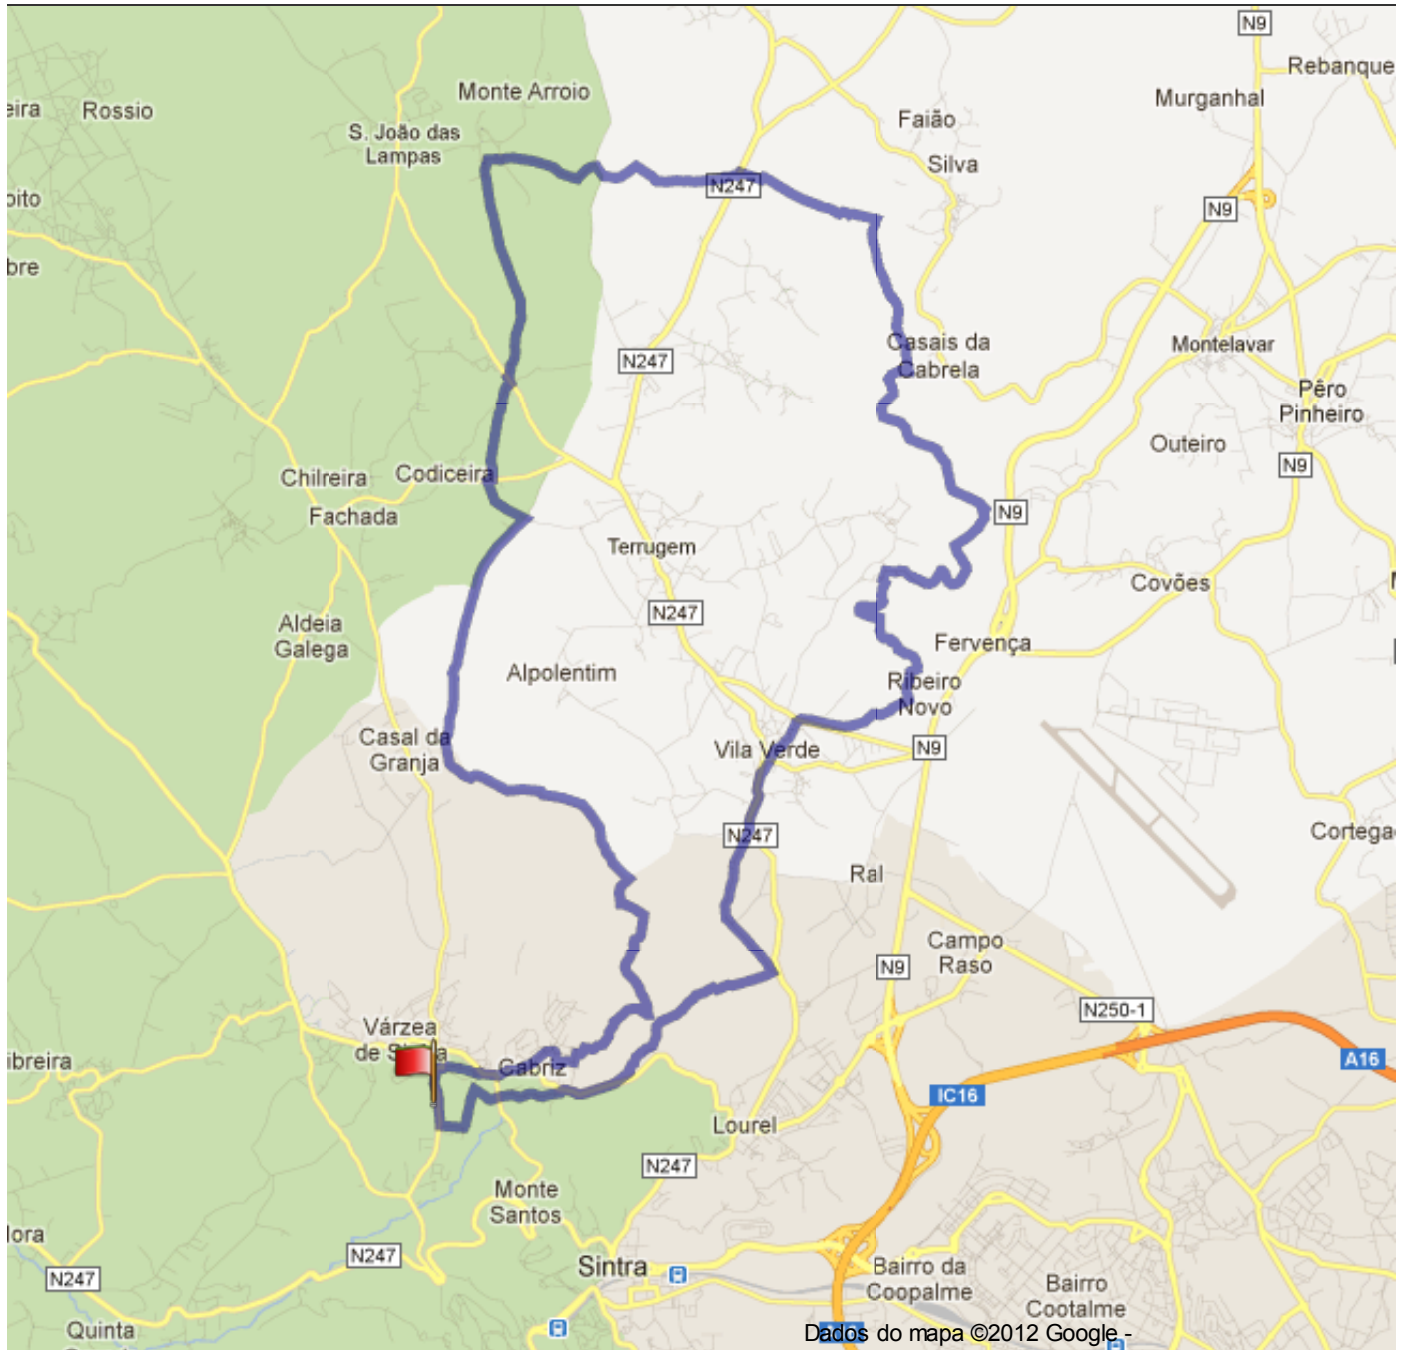 N9
Rebanque
Monte Arroio
Murganhal
eira
Rossio
Faião
S. João das
Lampas
Silva
N247
oito
N9
bre
Casais da
Cabrela
Montelavar
N247
Pêro
Pinheiro
Outeiro
N9
Chilreira
Codiceira
Fachada
N9
Terrugem
Covões
N247
Aldeia
Galega
Fervença
Alpolentim
Ribeiro
Novo
Casal da
Granja
Vila Verde
N9
N247
Cortega
Ral
Campo
Raso
N9
N250-1
Várzea
de Sintra
ibreira
Cabriz
A16
IC16
Lourel
N247
Monte
Santos
lora
N247
N247
Sintra
Bairro da
Coopalme
Bairro
Cootalme
Quinta
Dados do mapa ©2012 Google -